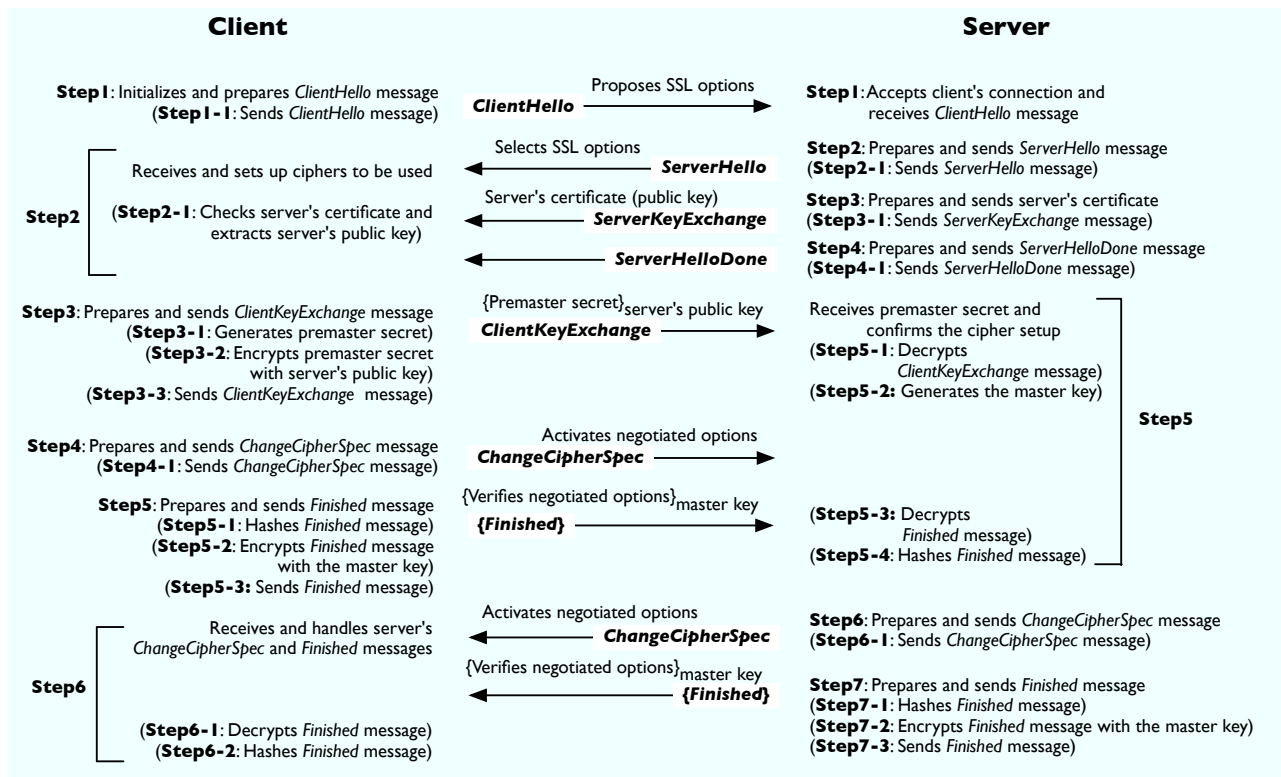 Client
Server
Step1: Initializes and prepares ClientHello message
(Step1-1: Sends ClientHello message)
Proposes SSL options
ClientHello
Step1: Accepts client's connection and
receives ClientHello message
Step2
Receives and sets up ciphers to be used
(Step2-1: Checks server's certificate and
extracts server's public key)
Selects SSL options
ServerHello
Server's certificate (public key)
ServerKeyExchange
ServerHelloDone
Step2: Prepares and sends ServerHello message
(Step2-1: Sends ServerHello message)
Step3: Prepares and sends server's certificate
(Step3-1: Sends ServerKeyExchange message)
Step4: Prepares and sends ServerHelloDone message
(Step4-1: Sends ServerHelloDone message)
Step3: Prepares and sends ClientKeyExchange message
(Step3-1: Generates premaster secret)
(Step3-2: Encrypts premaster secret
with server's public key)
(Step3-3: Sends ClientKeyExchange message)
{Premaster secret}server's public key
ClientKeyExchange
Receives premaster secret and
confirms the cipher setup
(Step5-1: Decrypts
ClientKeyExchange message)
(Step5-2: Generates the master key)
Step5
Step4: Prepares and sends ChangeCipherSpec message
(Step4-1: Sends ChangeCipherSpec message)
Activates negotiated options
ChangeCipherSpec
Step5: Prepares and sends Finished message
(Step5-1: Hashes Finished message)
(Step5-2: Encrypts Finished message
with the master key)
(Step5-3: Sends Finished message)
{Verifies negotiated options}master key
{Finished}
(Step5-3: Decrypts
Finished message)
(Step5-4: Hashes Finished message)
Step6
Receives and handles server's
ChangeCipherSpec and Finished messages
(Step6-1: Decrypts Finished message)
(Step6-2: Hashes Finished message)
Activates negotiated options
ChangeCipherSpec
{Verifies negotiated options}master key
{Finished}
Step6: Prepares and sends ChangeCipherSpec message
(Step6-1: Sends ChangeCipherSpec message)
Step7: Prepares and sends Finished message
(Step7-1: Hashes Finished message)
(Step7-2: Encrypts Finished message with the master key)
(Step7-3: Sends Finished message)